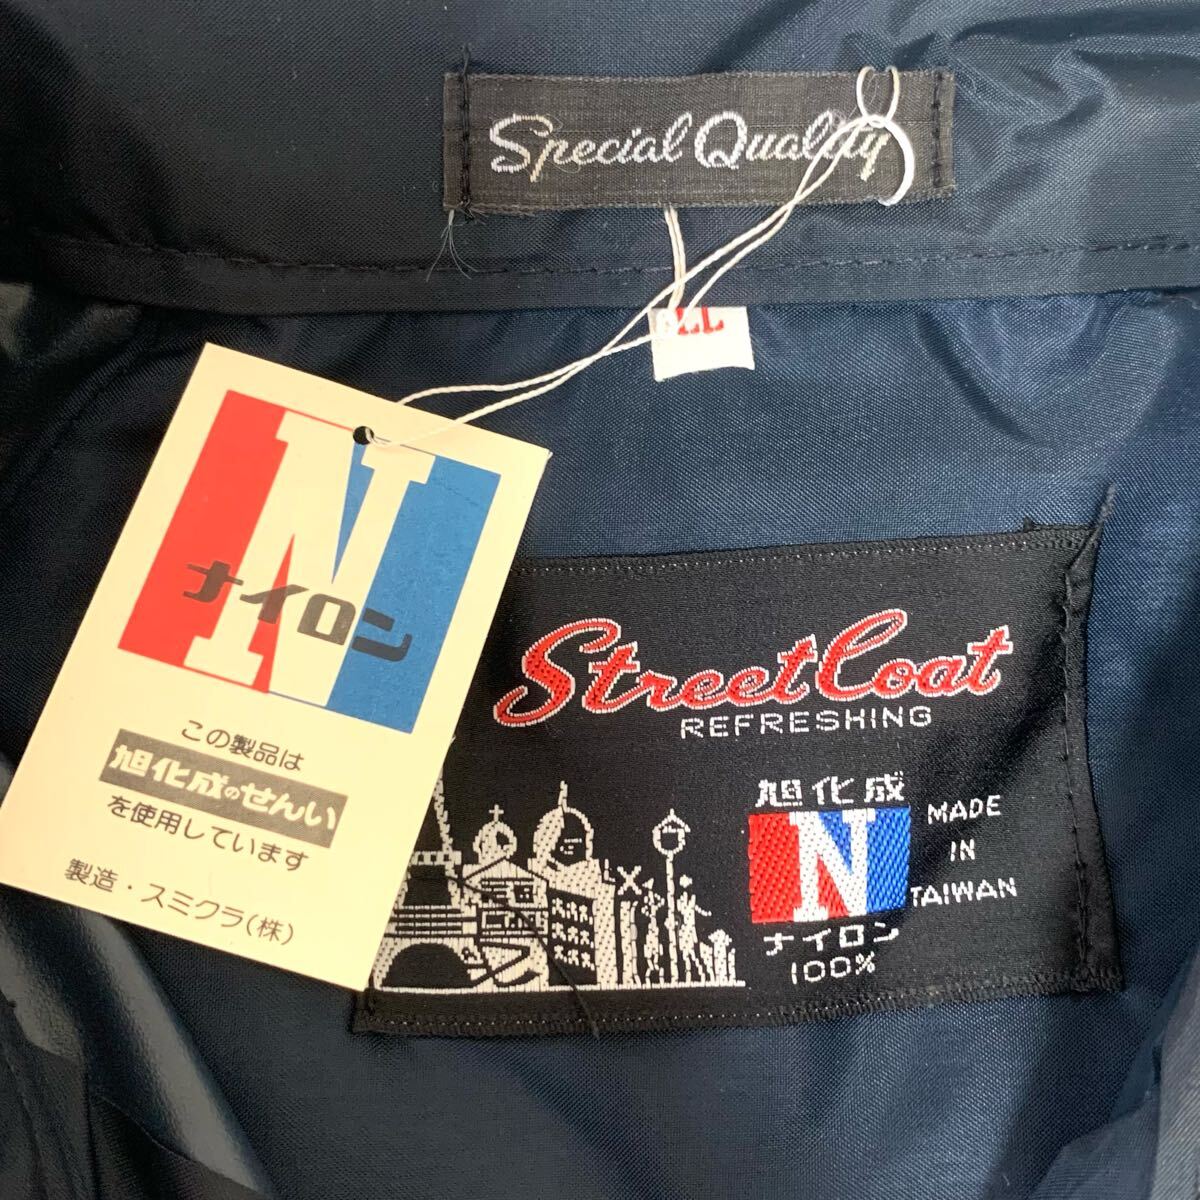 Special Quality
LL
N
ナイロン
この製品は
旭化成のせんい
を使用しています
製造・スミクラ(株)
Street Coat
REFRESHING
旭化成
N
ナイロン
100%
MADE
IN
TAIWAN